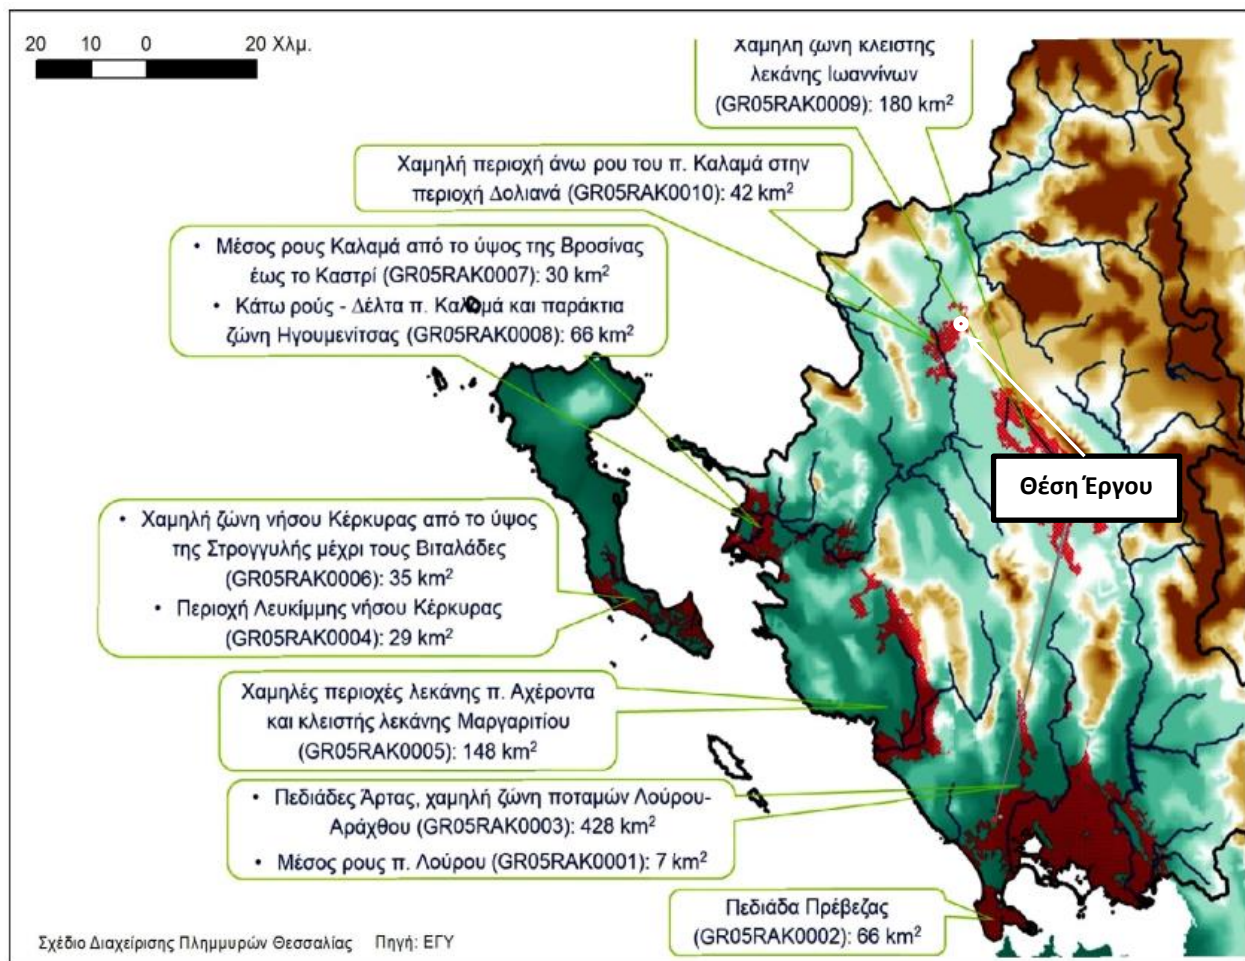 20 10 0 20 Χλμ.
Χαμηλή ζώνη κλειστής
λεκάνης Ιωαννίνων
(GR05RAK0009): 180 km²
Χαμηλή περιοχή άνω ρου του π. Καλαμά στην
περιοχή Δολιανά (GR05RAK0010): 42 km²
• Μέσος ρους Καλαμά από το ύψος της Βροσίνας
έως το Καστρί (GR05RAK0007): 30 km²
• Κάτω ρούς - Δέλτα π. Καλαμά και παράκτια
ζώνη Ηγουμενίτσας (GR05RAK0008): 66 km²
Θέση Έργου
• Χαμηλή ζώνη νήσου Κέρκυρας από το ύψος
της Στρογγυλής μέχρι τους Βιταλάδες
(GR05RAK0006): 35 km²
• Περιοχή Λευκίμμης νήσου Κέρκυρας
(GR05RAK0004): 29 km²
Χαμηλές περιοχές λεκάνης π. Αχέροντα
και κλειστής λεκάνης Μαργαριτίου
(GR05RAK0005): 148 km²
• Πεδιάδες Άρτας, χαμηλή ζώνη ποταμών Λούρου-
Αράχθου (GR05RAK0003): 428 km²
• Μέσος ρους π. Λούρου (GR05RAK0001): 7 km²
Πεδιάδα Πρέβεζας
(GR05RAK0002): 66 km²
Σχέδιο Διαχείρισης Πλημμυρών Θεσσαλίας Πηγή: ΕΓΥ